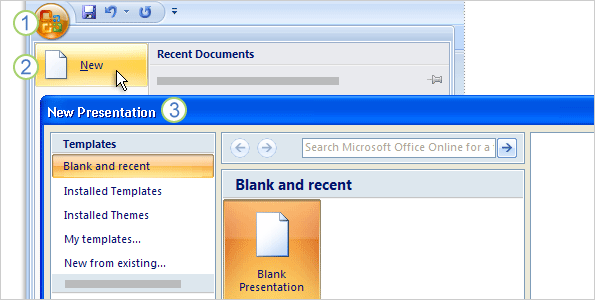 1
2
New
Recent Documents
New Presentation 3
Templates
Blank and recent
Installed Templates
Installed Themes
My templates...
New from existing...
Search Microsoft Office Online for a
Blank and recent
Blank
Presentation